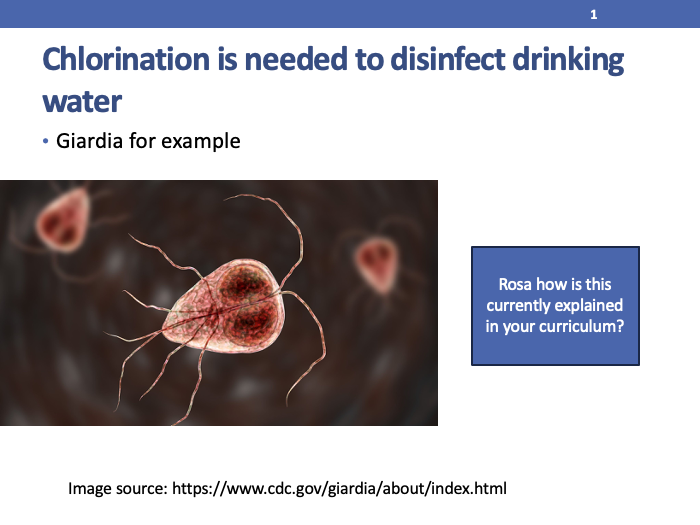 1
Chlorination is needed to disinfect drinking
water
• Giardia for example
Rosa how is this
currently explained
in your curriculum?
Image source: https://www.cdc.gov/giardia/about/index.html